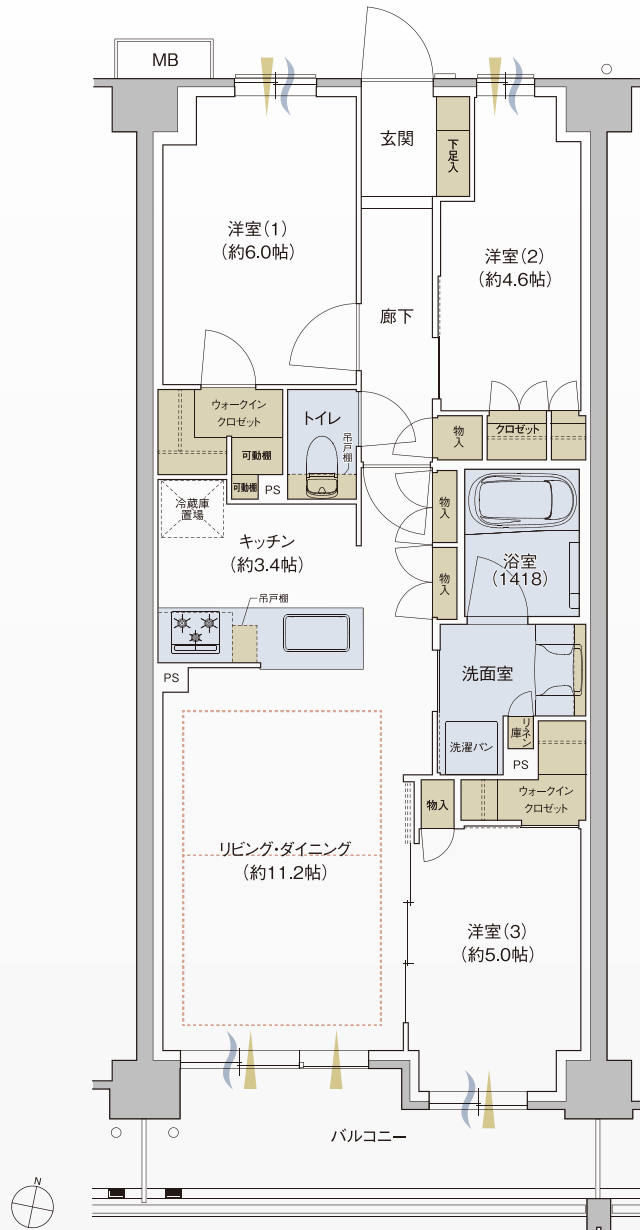 MB
玄関
下足入
洋室(1)
(約6.0帖)
洋室(2)
(約4.6帖)
廊下
ウォークイン
クロゼット
トイレ
吊戸棚
物入
クロゼット
可動棚
可動棚
PS
冷蔵庫
置場
物入
キッチン
(約3.4帖)
浴室
(1418)
物入
吊戸棚
PS
洗面室
リネン庫
洗濯パン
PS
ウォークイン
クロゼット
物入
リビング・ダイニング
(約11.2帖)
洋室(3)
(約5.0帖)
バルコニー
N